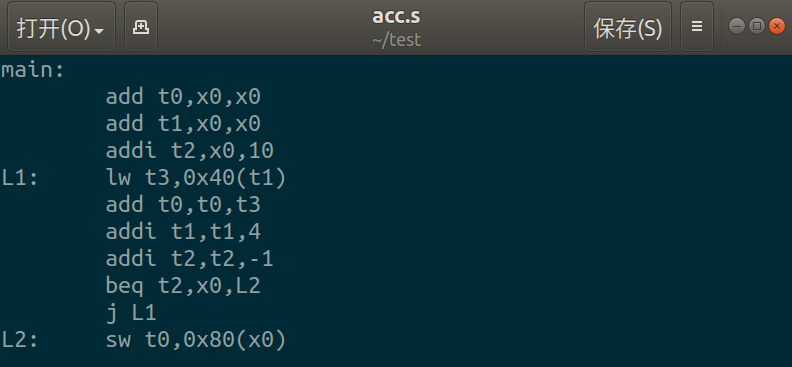 打开(O)
acc.s
~/test
保存(S)
main:
add t0,x0,x0
add t1,x0,x0
addi t2,x0,10
L1: lw t3,0x40(t1)
add t0,t0,t3
addi t1,t1,4
addi t2,t2,-1
beq t2,x0,L2
j L1
L2: sw t0,0x80(x0)